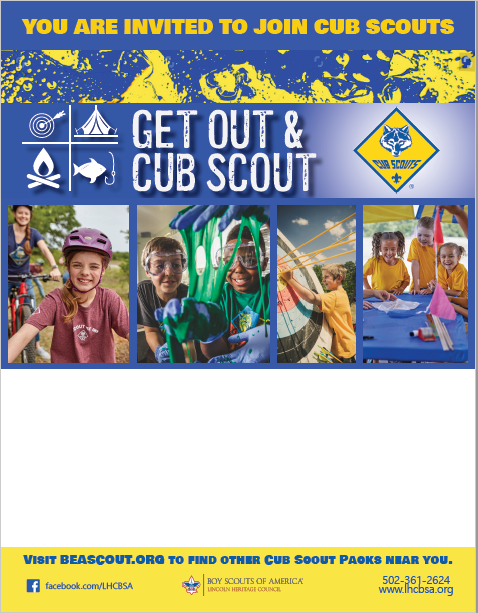 YOU ARE INVITED TO JOIN CUB SCOUTS
GET OUT &
CUB SCOUT
CUB SCOUTS
®
VISIT BEASCOUT.ORG TO FIND OTHER CUB SCOUT PACKS NEAR YOU.
facebook.com/LHCBSA
BOY SCOUTS OF AMERICA
LINCOLN HERITAGE COUNCIL
502-361-2624
www.lhcbsa.org